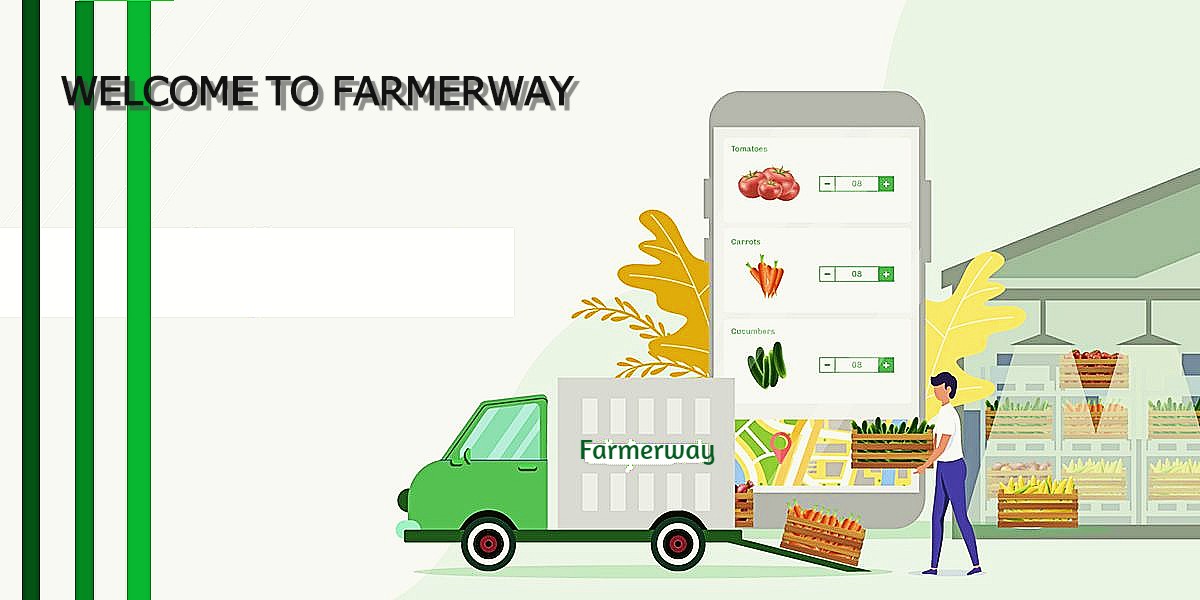 WELCOME TO FARMERWAY
Tomatoes
- 08 +
Carrots
- 08 +
Cucumbers
- 08 +
Farmerway